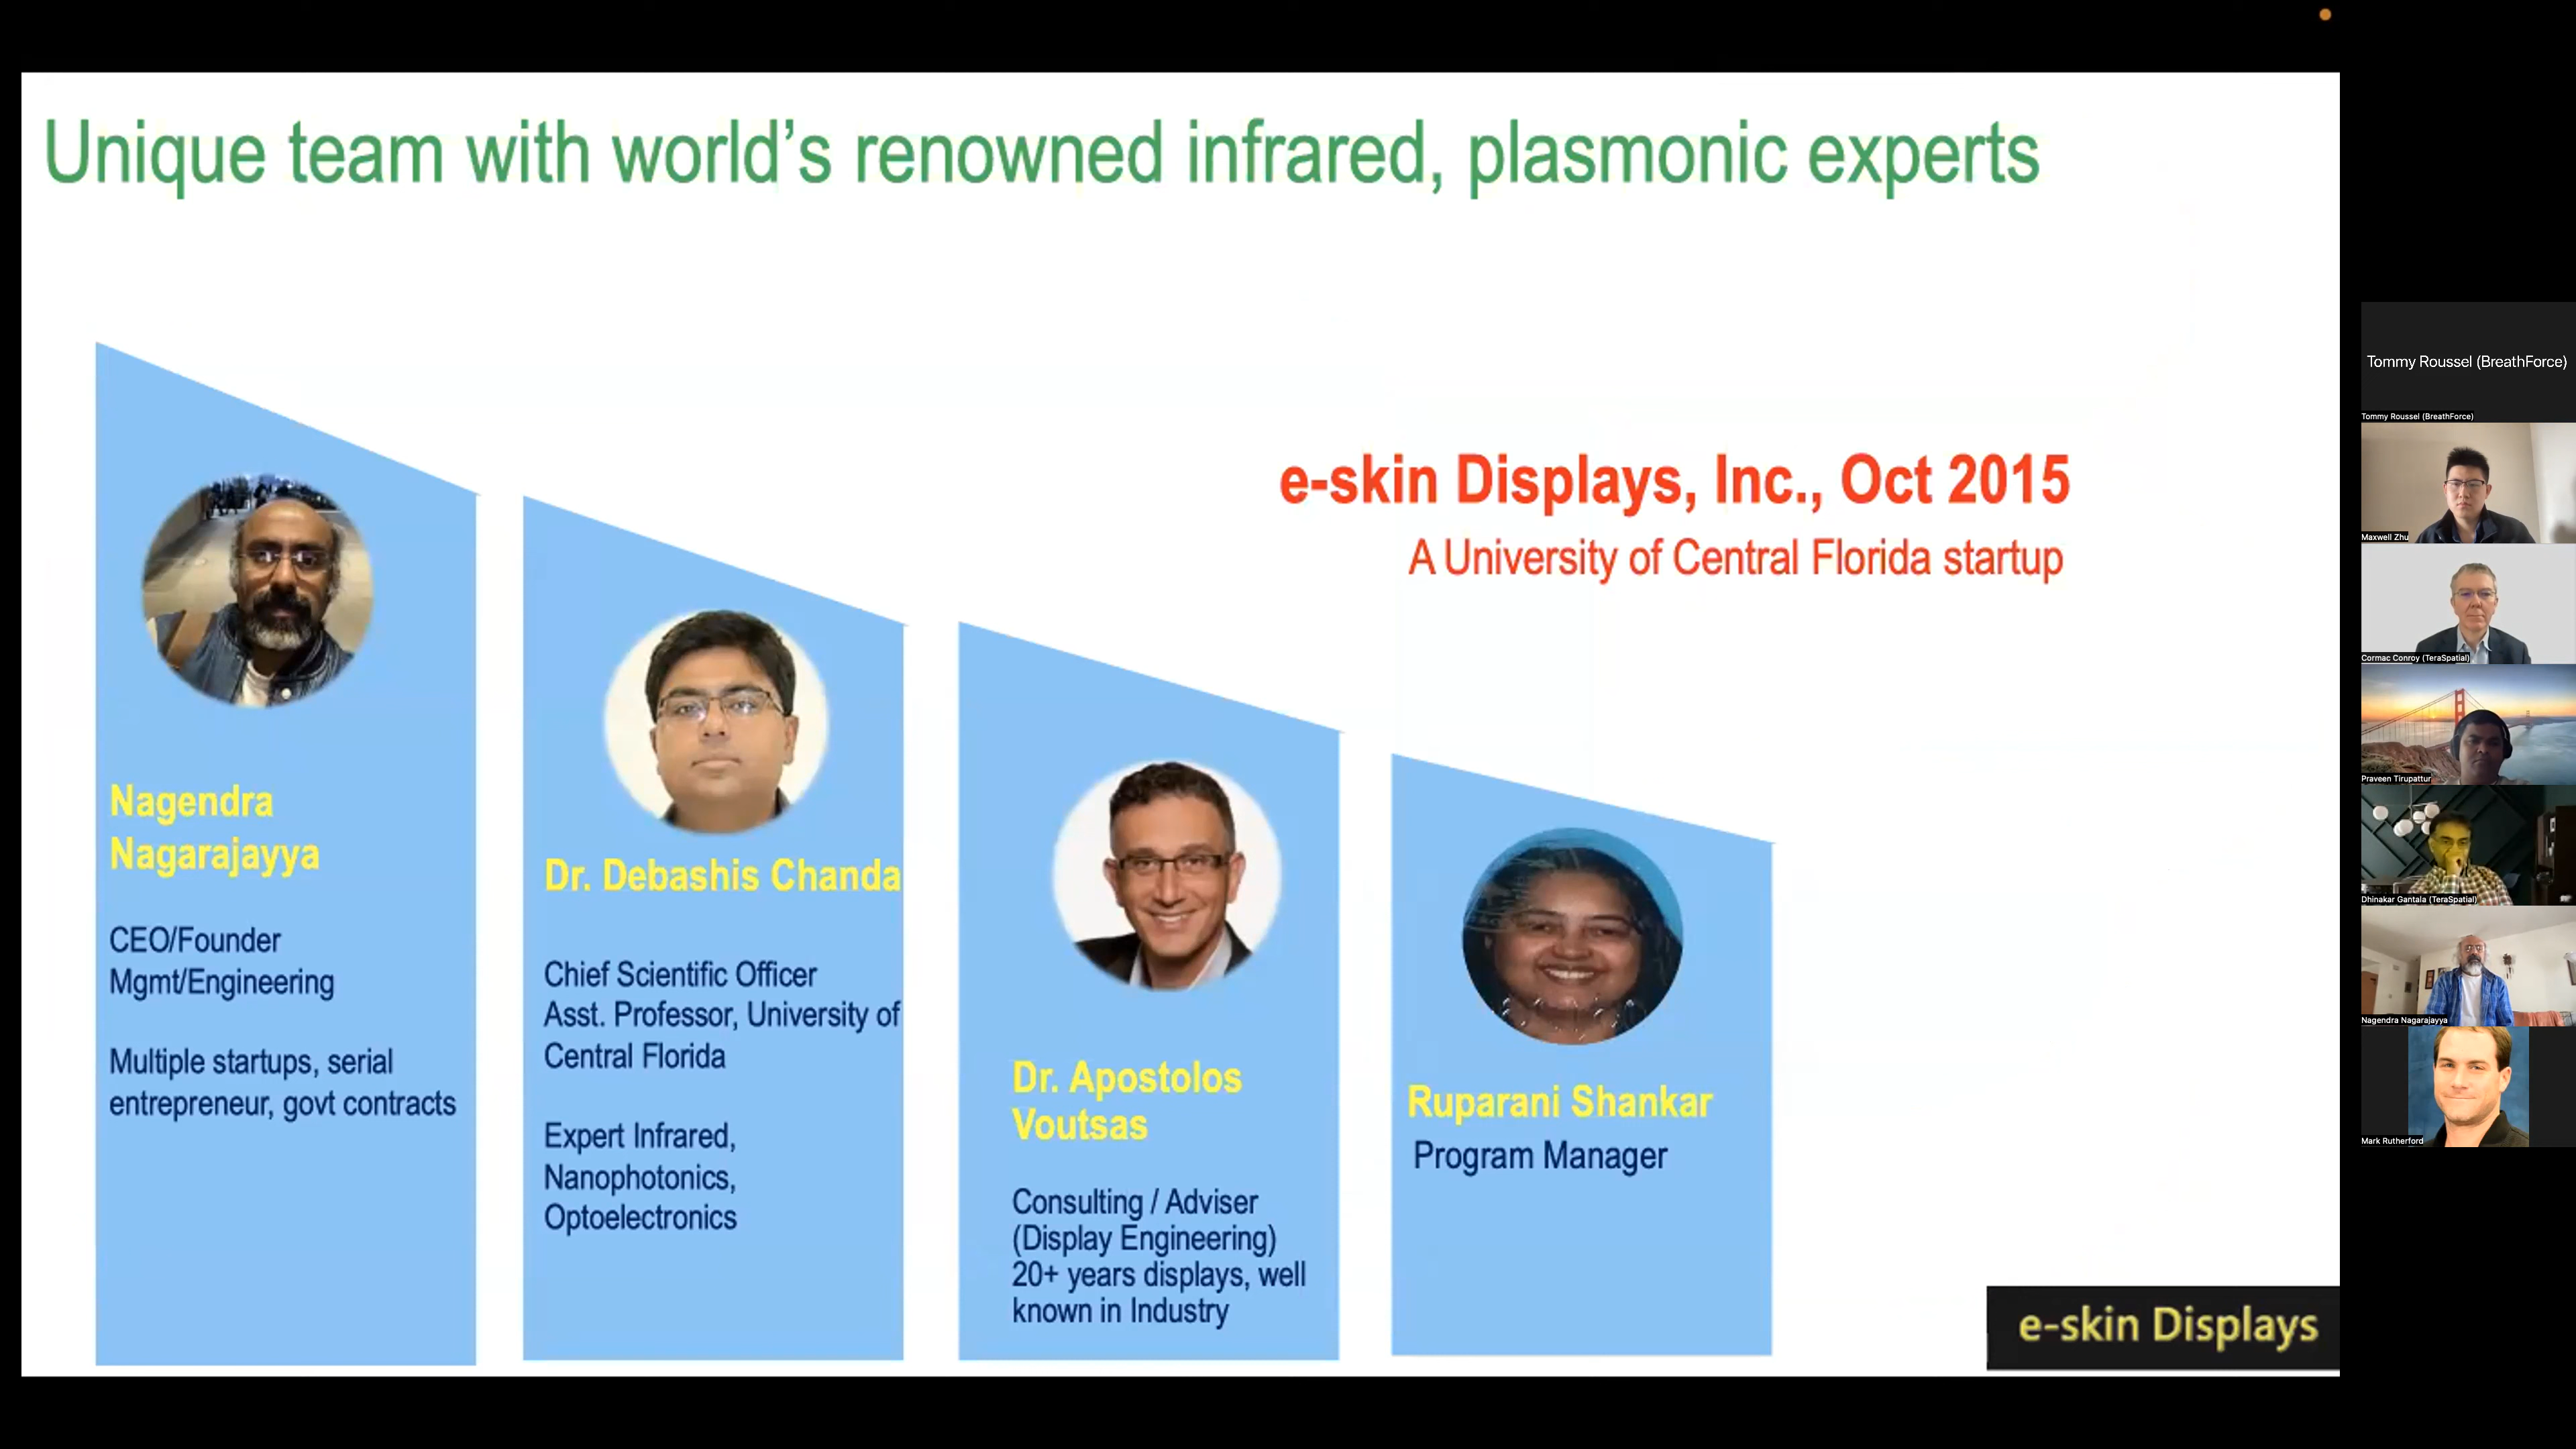 Unique team with world's renowned infrared, plasmonic experts
e-skin Displays, Inc., Oct 2015
A University of Central Florida startup
Nagendra
Nagarajayya
CEO/Founder
Mgmt/Engineering
Multiple startups, serial
entrepreneur, govt contracts
Dr. Debashis Chanda
Chief Scientific Officer
Asst. Professor, University of
Central Florida
Expert Infrared,
Nanophotonics,
Optoelectronics
Dr. Apostolos
Voutsas
Consulting / Adviser
(Display Engineering)
20+ years displays, well
known in Industry
Ruparani Shankar
Program Manager
e-skin Displays
Tommy Roussel (BreathForce)
Tommy Roussel (BreathForce)
Maxwell Zhu
Cormac Conroy (TeraSpatial)
Praveen Tirupattur
Dhinakar Gantala (TeraSpatial)
Nagendra Nagarajayya
Mark Rutherford